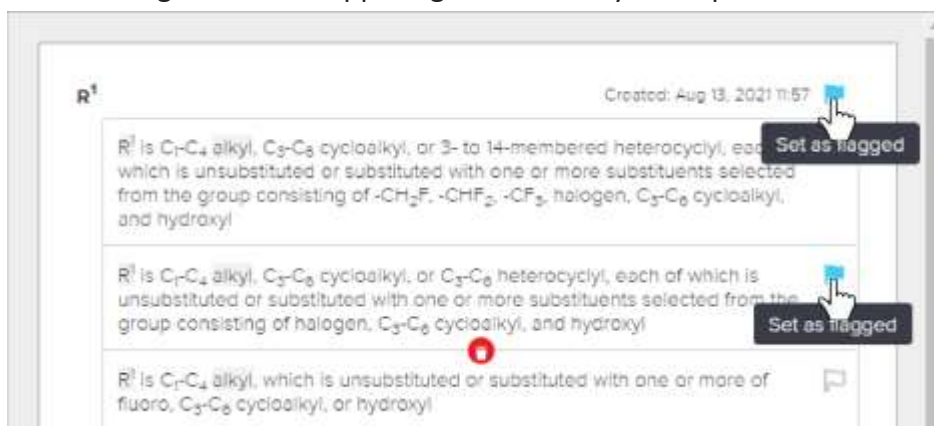 R¹ Created: Aug 13, 2021 11:57
Set as flagged
R¹ is C₁-C₄ alkyl, C₃-C₈ cycloalkyl, or 3- to 14-membered heterocyclyl,
which is unsubstituted or substituted with one or more substituents selected
from the group consisting of -CH₂F, -CHF₂, -CF₃, halogen, C₃-C₆ cycloalkyl,
and hydroxyl
R¹ is C₁-C₄ alkyl, C₃-C₆ cycloalkyl, or C₃-C₆ heterocyclyl, each of which is
unsubstituted or substituted with one or more substituents selected from the
group consisting of halogen, C₃-C₆ cycloalkyl, and hydroxyl
Set as flagged
R¹ is C₁-C₄ alkyl, which is unsubstituted or substituted with one or more of
fluoro, C₃-C₆ cycloalkyl, or hydroxyl